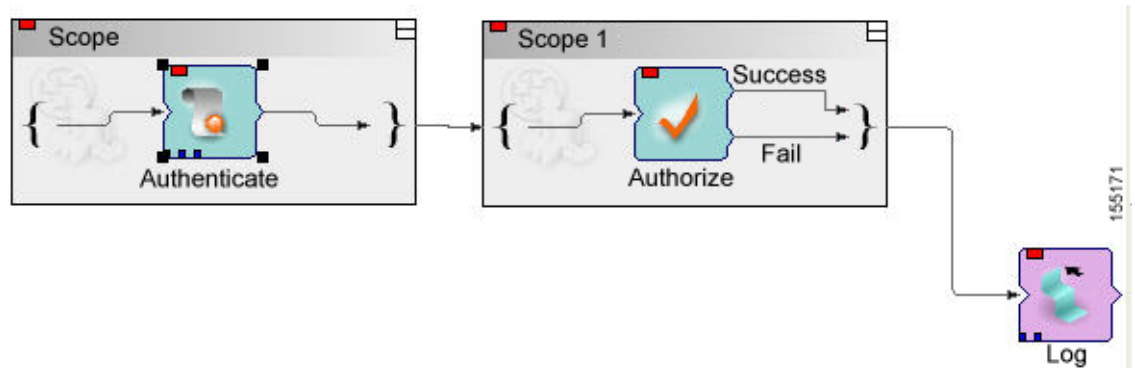 Scope
Authenticate
Scope 1
Success
Fail
Authorize
155171
Log